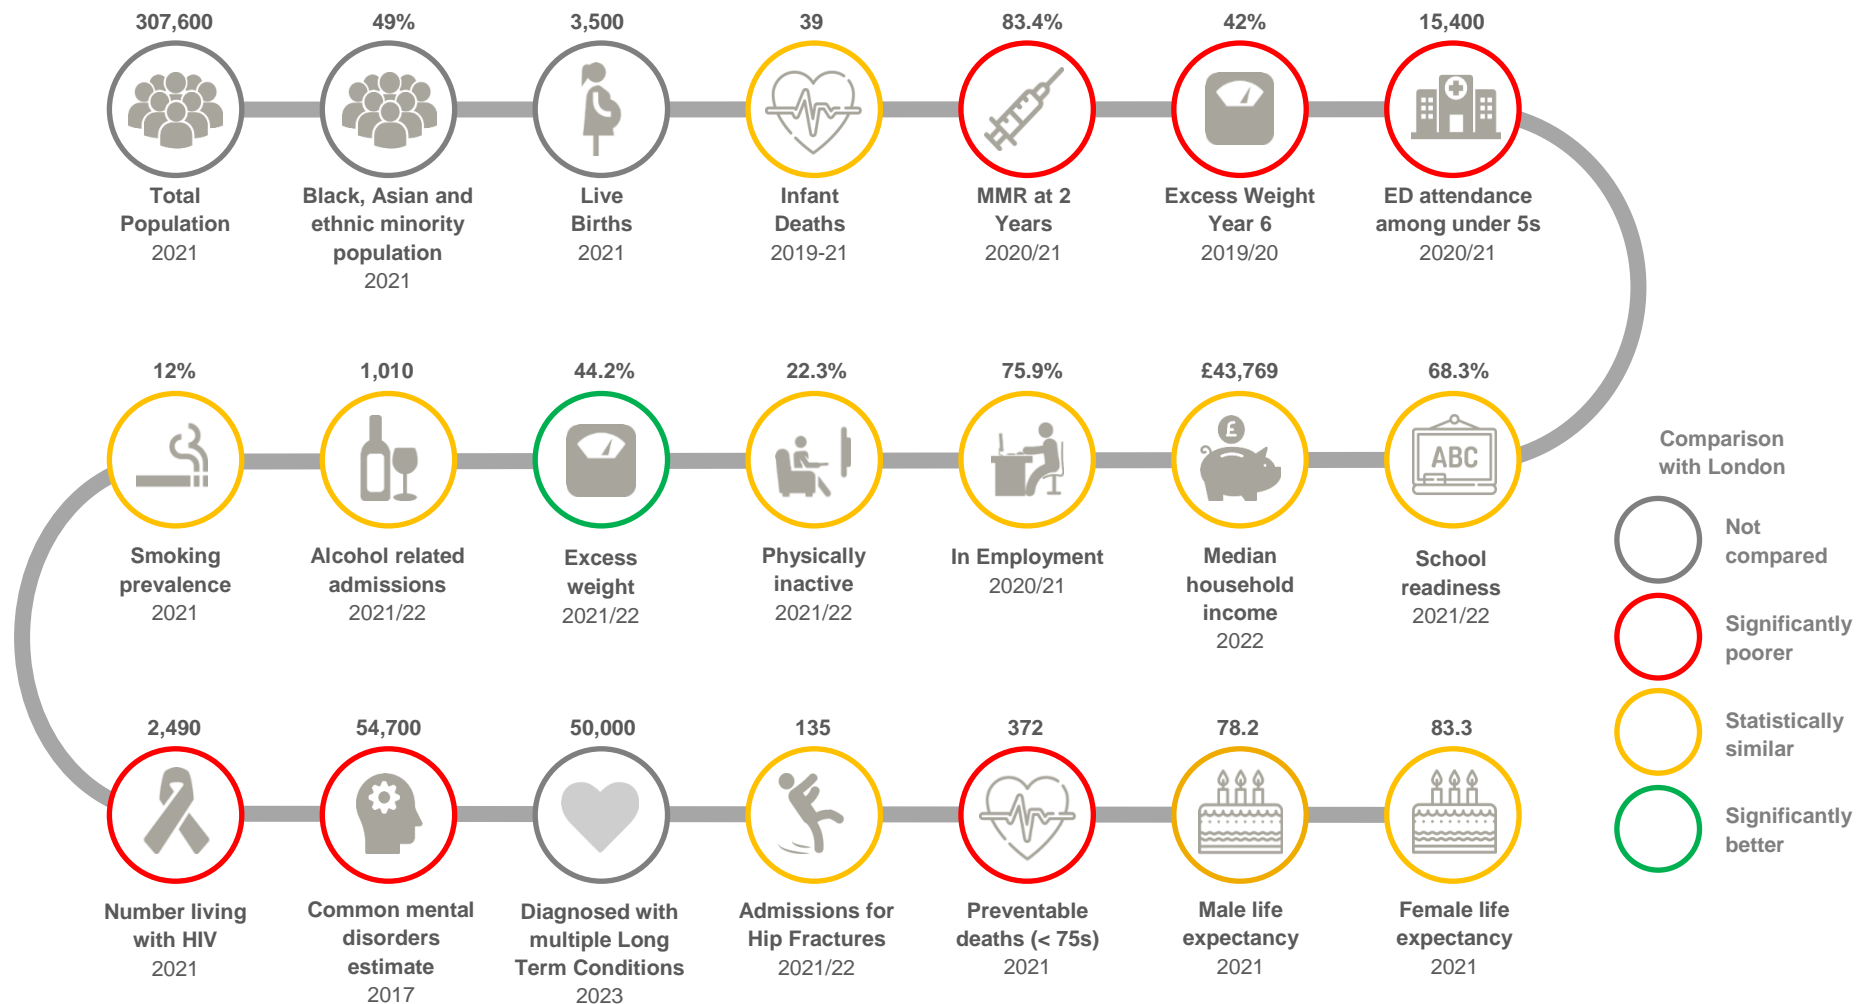 307,600
49%
3,500
39
83.4%
42%
15,400
Total
Population
2021
Black, Asian and
ethnic minority
population
2021
Live
Births
2021
Infant
Deaths
2019-21
MMR at 2
Years
2020/21
Excess Weight
Year 6
2019/20
ED attendance
among under 5s
2020/21
12%
1,010
44.2%
22.3%
75.9%
£43,769
68.3%
£
ABC
Smoking
prevalence
2021
Alcohol related
admissions
2021/22
Excess
weight
2021/22
Physically
inactive
2021/22
In Employment
2020/21
Median
household
income
2022
School
readiness
2021/22
2,490
54,700
50,000
135
372
78.2
83.3
Number living
with HIV
2021
Common mental
disorders
estimate
2017
Diagnosed with
multiple Long
Term Conditions
2023
Admissions for
Hip Fractures
2021/22
Preventable
deaths (< 75s)
2021
Male life
expectancy
2021
Female life
expectancy
2021
Comparison
with London
Not
compared
Significantly
poorer
Statistically
similar
Significantly
better